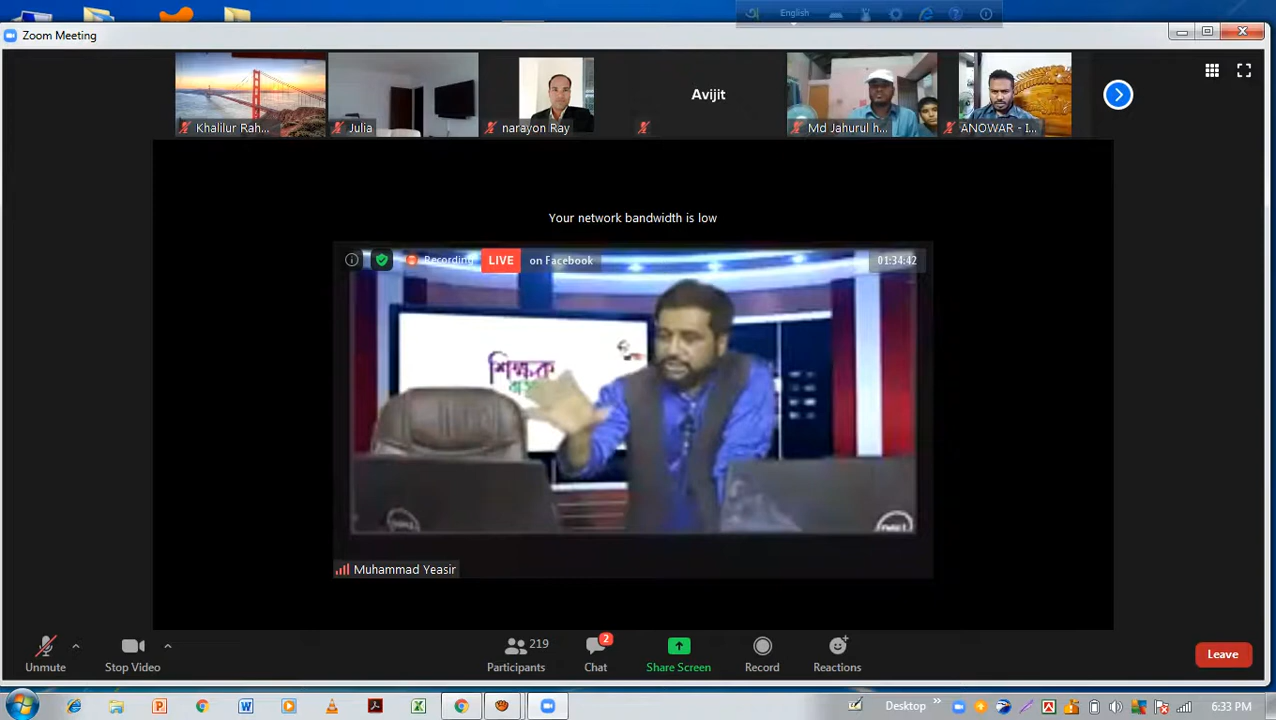 English
Zoom Meeting
Khalilur Rah...
Julia
narayon Ray
Avijit
Md Jahurul h...
ANOWAR - I...
Your network bandwidth is low
Recording LIVE on Facebook
01:34:42
শিক্ষক
DELL
Muhammad Yeasir
Unmute
Stop Video
219
Participants
2
Chat
Share Screen
Record
Reactions
Leave
Desktop
6:33 PM